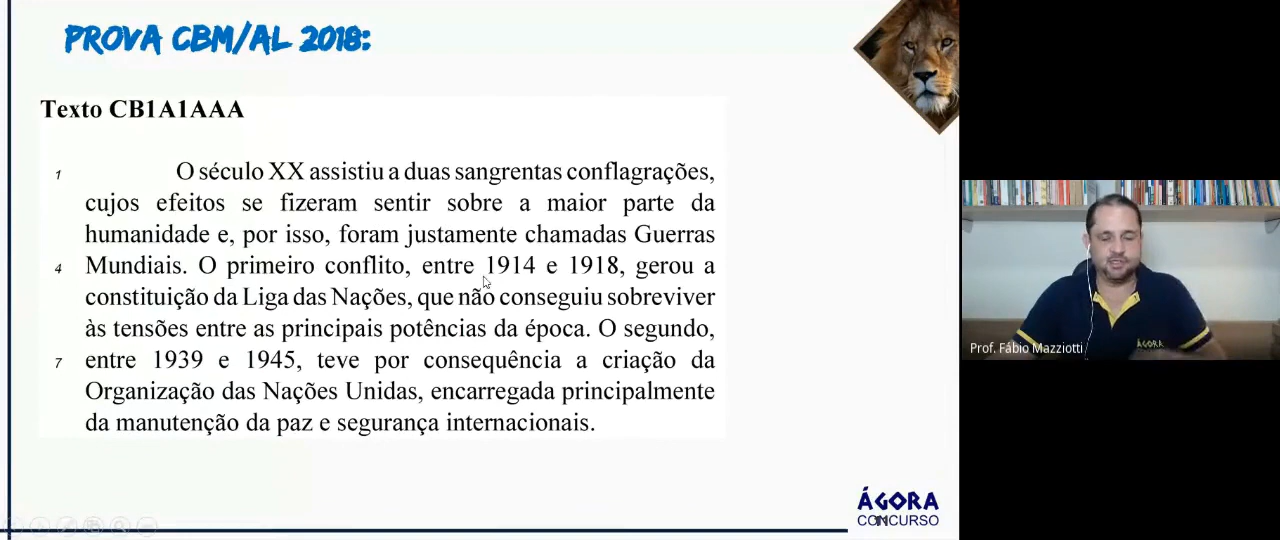 PROVA CBM/AL 2018:
Texto CB1A1AAA
1 O século XX assistiu a duas sangrentas conflagrações,
cujos efeitos se fizeram sentir sobre a maior parte da
humanidade e, por isso, foram justamente chamadas Guerras
4 Mundiais. O primeiro conflito, entre 1914 e 1918, gerou a
constituição da Liga das Nações, que não conseguiu sobreviver
às tensões entre as principais potências da época. O segundo,
7 entre 1939 e 1945, teve por consequência a criação da
Organização das Nações Unidas, encarregada principalmente
da manutenção da paz e segurança internacionais.
Prof. Fábio Mazziotti
ÁGORA
ÁGORA
CONCURSO